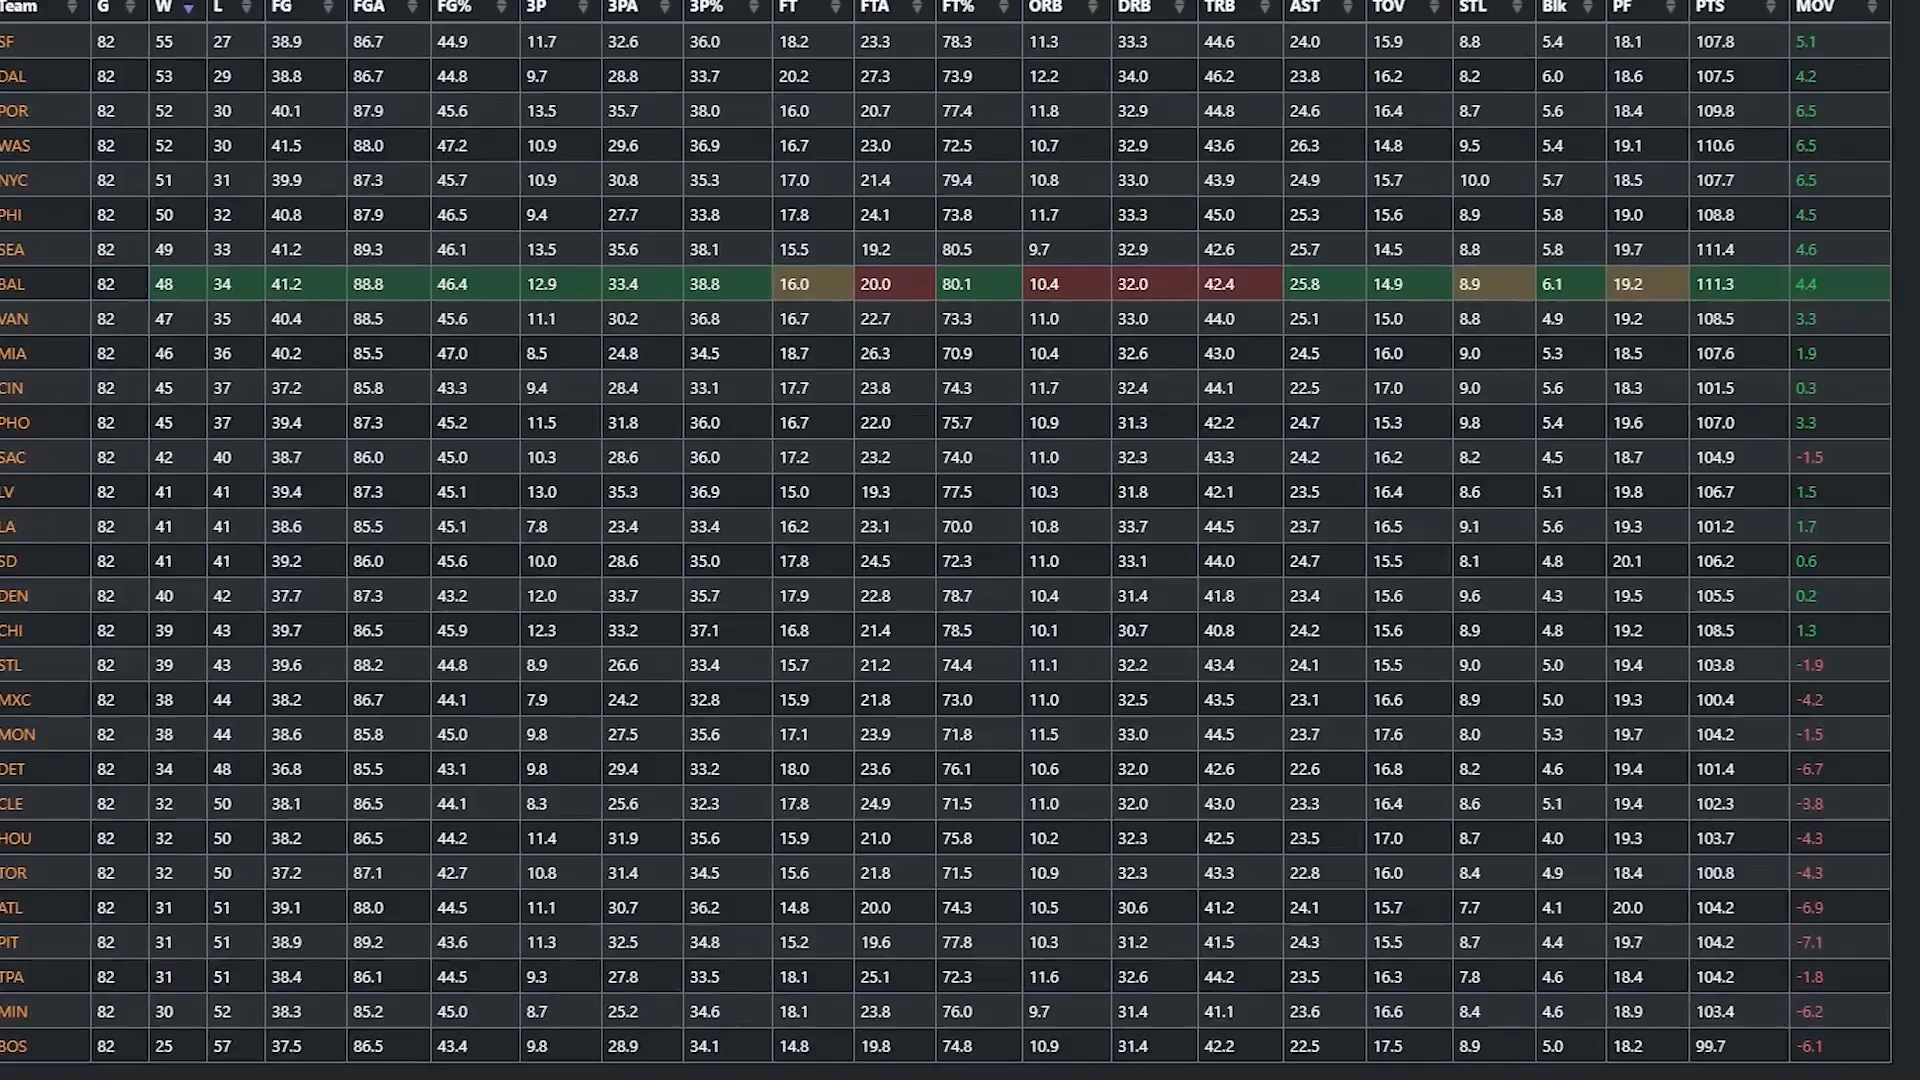 Team G W L FG FGA FG% 3P 3PA 3P% FT FTA FT% ORB DRB TRB AST TOV STL Blk PF PTS MOV
SF 82 55 27 38.9 86.7 44.9 11.7 32.6 36.0 18.2 23.3 78.3 11.3 33.3 44.6 24.0 15.9 8.8 5.4 18.1 107.8 5.1
DAL 82 53 29 38.8 86.7 44.8 9.7 28.8 33.7 20.2 27.3 73.9 12.2 34.0 46.2 23.8 16.2 8.2 6.0 18.6 107.5 4.2
POR 82 52 30 40.1 87.9 45.6 13.5 35.7 38.0 16.0 20.7 77.4 11.8 32.9 44.8 24.6 16.4 8.7 5.6 18.4 109.8 6.5
WAS 82 52 30 41.5 88.0 47.2 10.9 29.6 36.9 16.7 23.0 72.5 10.7 32.9 43.6 26.3 14.8 9.5 5.4 19.1 110.6 6.5
NYC 82 51 31 39.9 87.3 45.7 10.9 30.8 35.3 17.0 21.4 79.4 10.8 33.0 43.9 24.9 15.7 10.0 5.7 18.5 107.7 6.5
PHI 82 50 32 40.8 87.9 46.5 9.4 27.7 33.8 17.8 24.1 73.8 11.7 33.3 45.0 25.3 15.6 8.9 5.8 19.0 108.8 4.5
SEA 82 49 33 41.2 89.3 46.1 13.5 35.6 38.1 15.5 19.2 80.5 9.7 32.9 42.6 25.7 14.5 8.8 5.8 19.7 111.4 4.6
BAL 82 48 34 41.2 88.8 46.4 12.9 33.4 38.8 16.0 20.0 80.1 10.4 32.0 42.4 25.8 14.9 8.9 6.1 19.2 111.3 4.4
VAN 82 47 35 40.4 88.5 45.6 11.1 30.2 36.8 16.7 22.7 73.3 11.0 33.0 44.0 25.1 15.0 8.8 4.9 19.2 108.5 3.3
MIA 82 46 36 40.2 85.5 47.0 8.5 24.8 34.5 18.7 26.3 70.9 10.4 32.6 43.0 24.5 16.0 9.0 5.3 18.5 107.6 1.9
CIN 82 45 37 37.2 85.8 43.3 9.4 28.4 33.1 17.7 23.8 74.3 11.7 32.4 44.1 22.5 17.0 9.0 5.6 18.3 101.5 0.3
PHO 82 45 37 39.4 87.3 45.2 11.5 31.8 36.0 16.7 22.0 75.7 10.9 31.3 42.2 24.7 15.3 9.8 5.4 19.6 107.0 3.3
SAC 82 42 40 38.7 86.0 45.0 10.3 28.6 36.0 17.2 23.2 74.0 11.0 32.3 43.3 24.2 16.2 8.2 4.5 18.7 104.9 -1.5
LV 82 41 41 39.4 87.3 45.1 13.0 35.3 36.9 15.0 19.3 77.5 10.3 31.8 42.1 23.5 16.4 8.6 5.1 19.8 106.7 1.5
LA 82 41 41 38.6 85.5 45.1 7.8 23.4 33.4 16.2 23.1 70.0 10.8 33.7 44.5 23.7 16.5 9.1 5.6 19.3 101.2 1.7
SD 82 41 41 39.2 86.0 45.6 10.0 28.6 35.0 17.8 24.5 72.3 11.0 33.1 44.0 24.7 15.5 8.1 4.8 20.1 106.2 0.6
DEN 82 40 42 37.7 87.3 43.2 12.0 33.7 35.7 17.9 22.8 78.7 10.4 31.4 41.8 23.4 15.6 9.6 4.3 19.5 105.5 0.2
CHI 82 39 43 39.7 86.5 45.9 12.3 33.2 37.1 16.8 21.4 78.5 10.1 30.7 40.8 24.2 15.6 8.9 4.8 19.2 108.5 1.3
STL 82 39 43 39.6 88.2 44.8 8.9 26.6 33.4 15.7 21.2 74.4 11.1 32.2 43.4 24.1 15.5 9.0 5.0 19.4 103.8 -1.9
MXC 82 38 44 38.2 86.7 44.1 7.9 24.2 32.8 15.9 21.8 73.0 11.0 32.5 43.5 23.1 16.6 8.9 5.0 19.3 100.4 -4.2
MON 82 38 44 38.6 85.8 45.0 9.8 27.5 35.6 17.1 23.9 71.8 11.5 33.0 44.5 23.7 17.6 8.0 5.3 19.7 104.2 -1.5
DET 82 34 48 36.8 85.5 43.1 9.8 29.4 33.2 18.0 23.6 76.1 10.6 32.0 42.6 22.6 16.8 8.2 4.6 19.4 101.4 -6.7
CLE 82 32 50 38.1 86.5 44.1 8.3 25.6 32.3 17.8 24.9 71.5 11.0 32.0 43.0 23.3 16.4 8.6 5.1 19.4 102.3 -3.8
HOU 82 32 50 38.2 86.5 44.2 11.4 31.9 35.6 15.9 21.0 75.8 10.2 32.3 42.5 23.5 17.0 8.7 4.0 19.3 103.7 -4.3
TOR 82 32 50 37.2 87.1 42.7 10.8 31.4 34.5 15.6 21.8 71.5 10.9 32.3 43.3 22.8 16.0 8.4 4.9 18.4 100.8 -4.3
ATL 82 31 51 39.1 88.0 44.5 11.1 30.7 36.2 14.8 20.0 74.3 10.5 30.6 41.2 24.1 15.7 7.7 4.1 20.0 104.2 -6.9
PIT 82 31 51 38.9 89.2 43.6 11.3 32.5 34.8 15.2 19.6 77.8 10.3 31.2 41.5 24.3 15.5 8.7 4.4 19.7 104.2 -7.1
TPA 82 31 51 38.4 86.1 44.5 9.3 27.8 33.5 18.1 25.1 72.3 11.6 32.6 44.2 23.5 16.3 7.8 4.6 18.4 104.2 -1.8
MIN 82 30 52 38.3 85.2 45.0 8.7 25.2 34.6 18.1 23.8 76.0 9.7 31.4 41.1 23.6 16.6 8.4 4.6 18.9 103.4 -6.2
BOS 82 25 57 37.5 86.5 43.4 9.8 28.9 34.1 14.8 19.8 74.8 10.9 31.4 42.2 22.5 17.5 8.9 5.0 18.2 99.7 -6.1